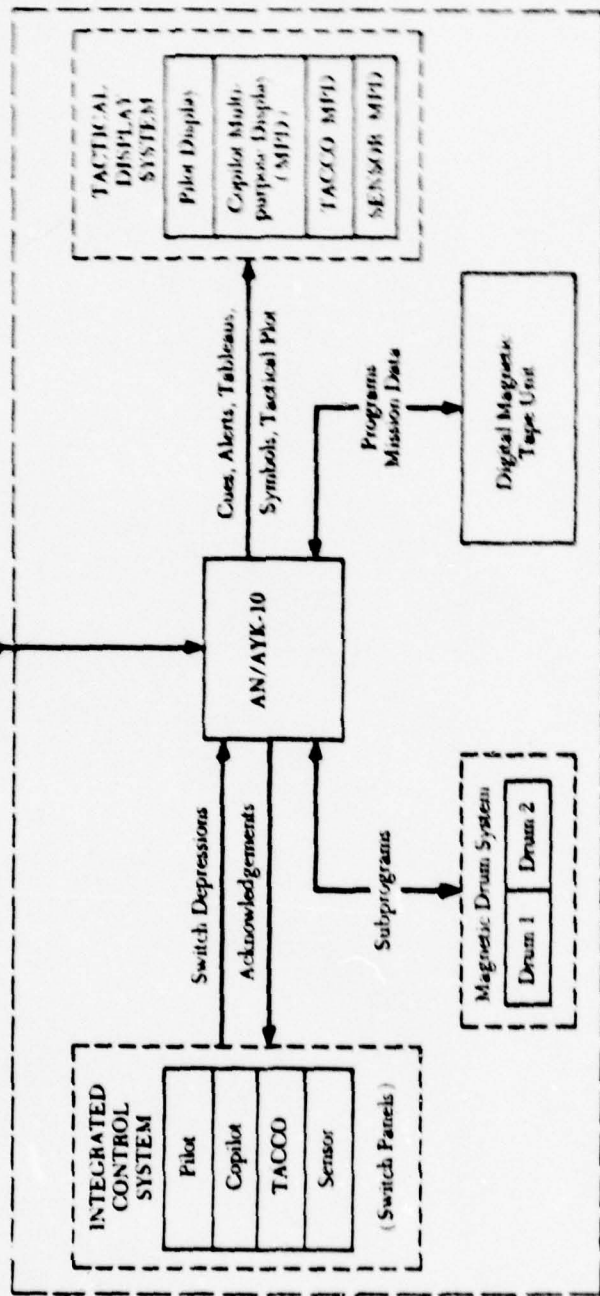 INTEGRATED
CONTROL
SYSTEM
Pilot
Copilot
TACCO
Sensor
(Switch Panels)
Switch Depressions
Acknowledgements
AN/AYK-10
Cues, Alerts, Tableaus,
Symbols, Tactical Plot
TACTICAL
DISPLAY
SYSTEM
Pilot Display
Copilot Multi-
purpose Display
(MPD)
TACCO MPD
SENSOR MPD
Subprograms
Magnetic Drum System
Drum 1
Drum 2
Programs
Mission Data
Digital Magnetic
Tape Unit